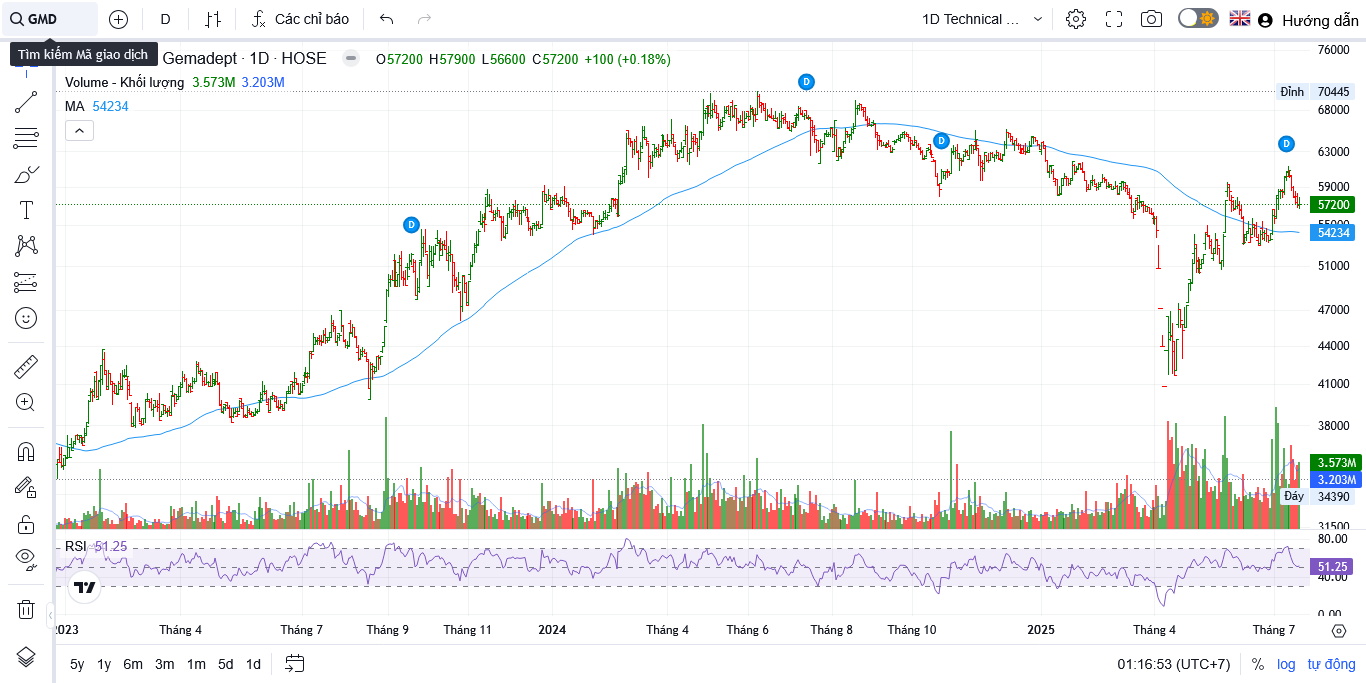 GMD
D
Các chỉ báo
1D Technical ...
Hướng dẫn
Tìm kiếm Mã giao dịch
Gemadept · 1D · HOSE
O57200 H57900 L56600 C57200 +100 (+0.18%)
Volume - Khối lượng 3.573M 3.203M
MA 54234
D
D
D
D
76000
Đỉnh 70445
68000
63000
59000
57200
55000
54234
51000
47000
44000
41000
38000
3.573M
3.203M
Đáy 34390
31500
RSI 51.25
80.00
51.25
40.00
0.00
2023 Tháng 4 Tháng 7 Tháng 9 Tháng 11 2024 Tháng 4 Tháng 6 Tháng 8 Tháng 10 2025 Tháng 4 Tháng 7
5y 1y 6m 3m 1m 5d 1d
01:16:53 (UTC+7) % log tự động